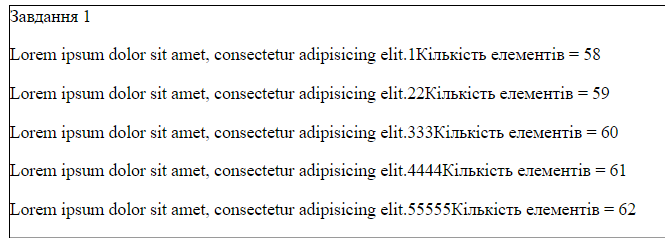 Завдання 1
Lorem ipsum dolor sit amet, consectetur adipisicing elit.1Кількість елементів = 58
Lorem ipsum dolor sit amet, consectetur adipisicing elit.22Кількість елементів = 59
Lorem ipsum dolor sit amet, consectetur adipisicing elit.333Кількість елементів = 60
Lorem ipsum dolor sit amet, consectetur adipisicing elit.4444Кількість елементів = 61
Lorem ipsum dolor sit amet, consectetur adipisicing elit.55555Кількість елементів = 62